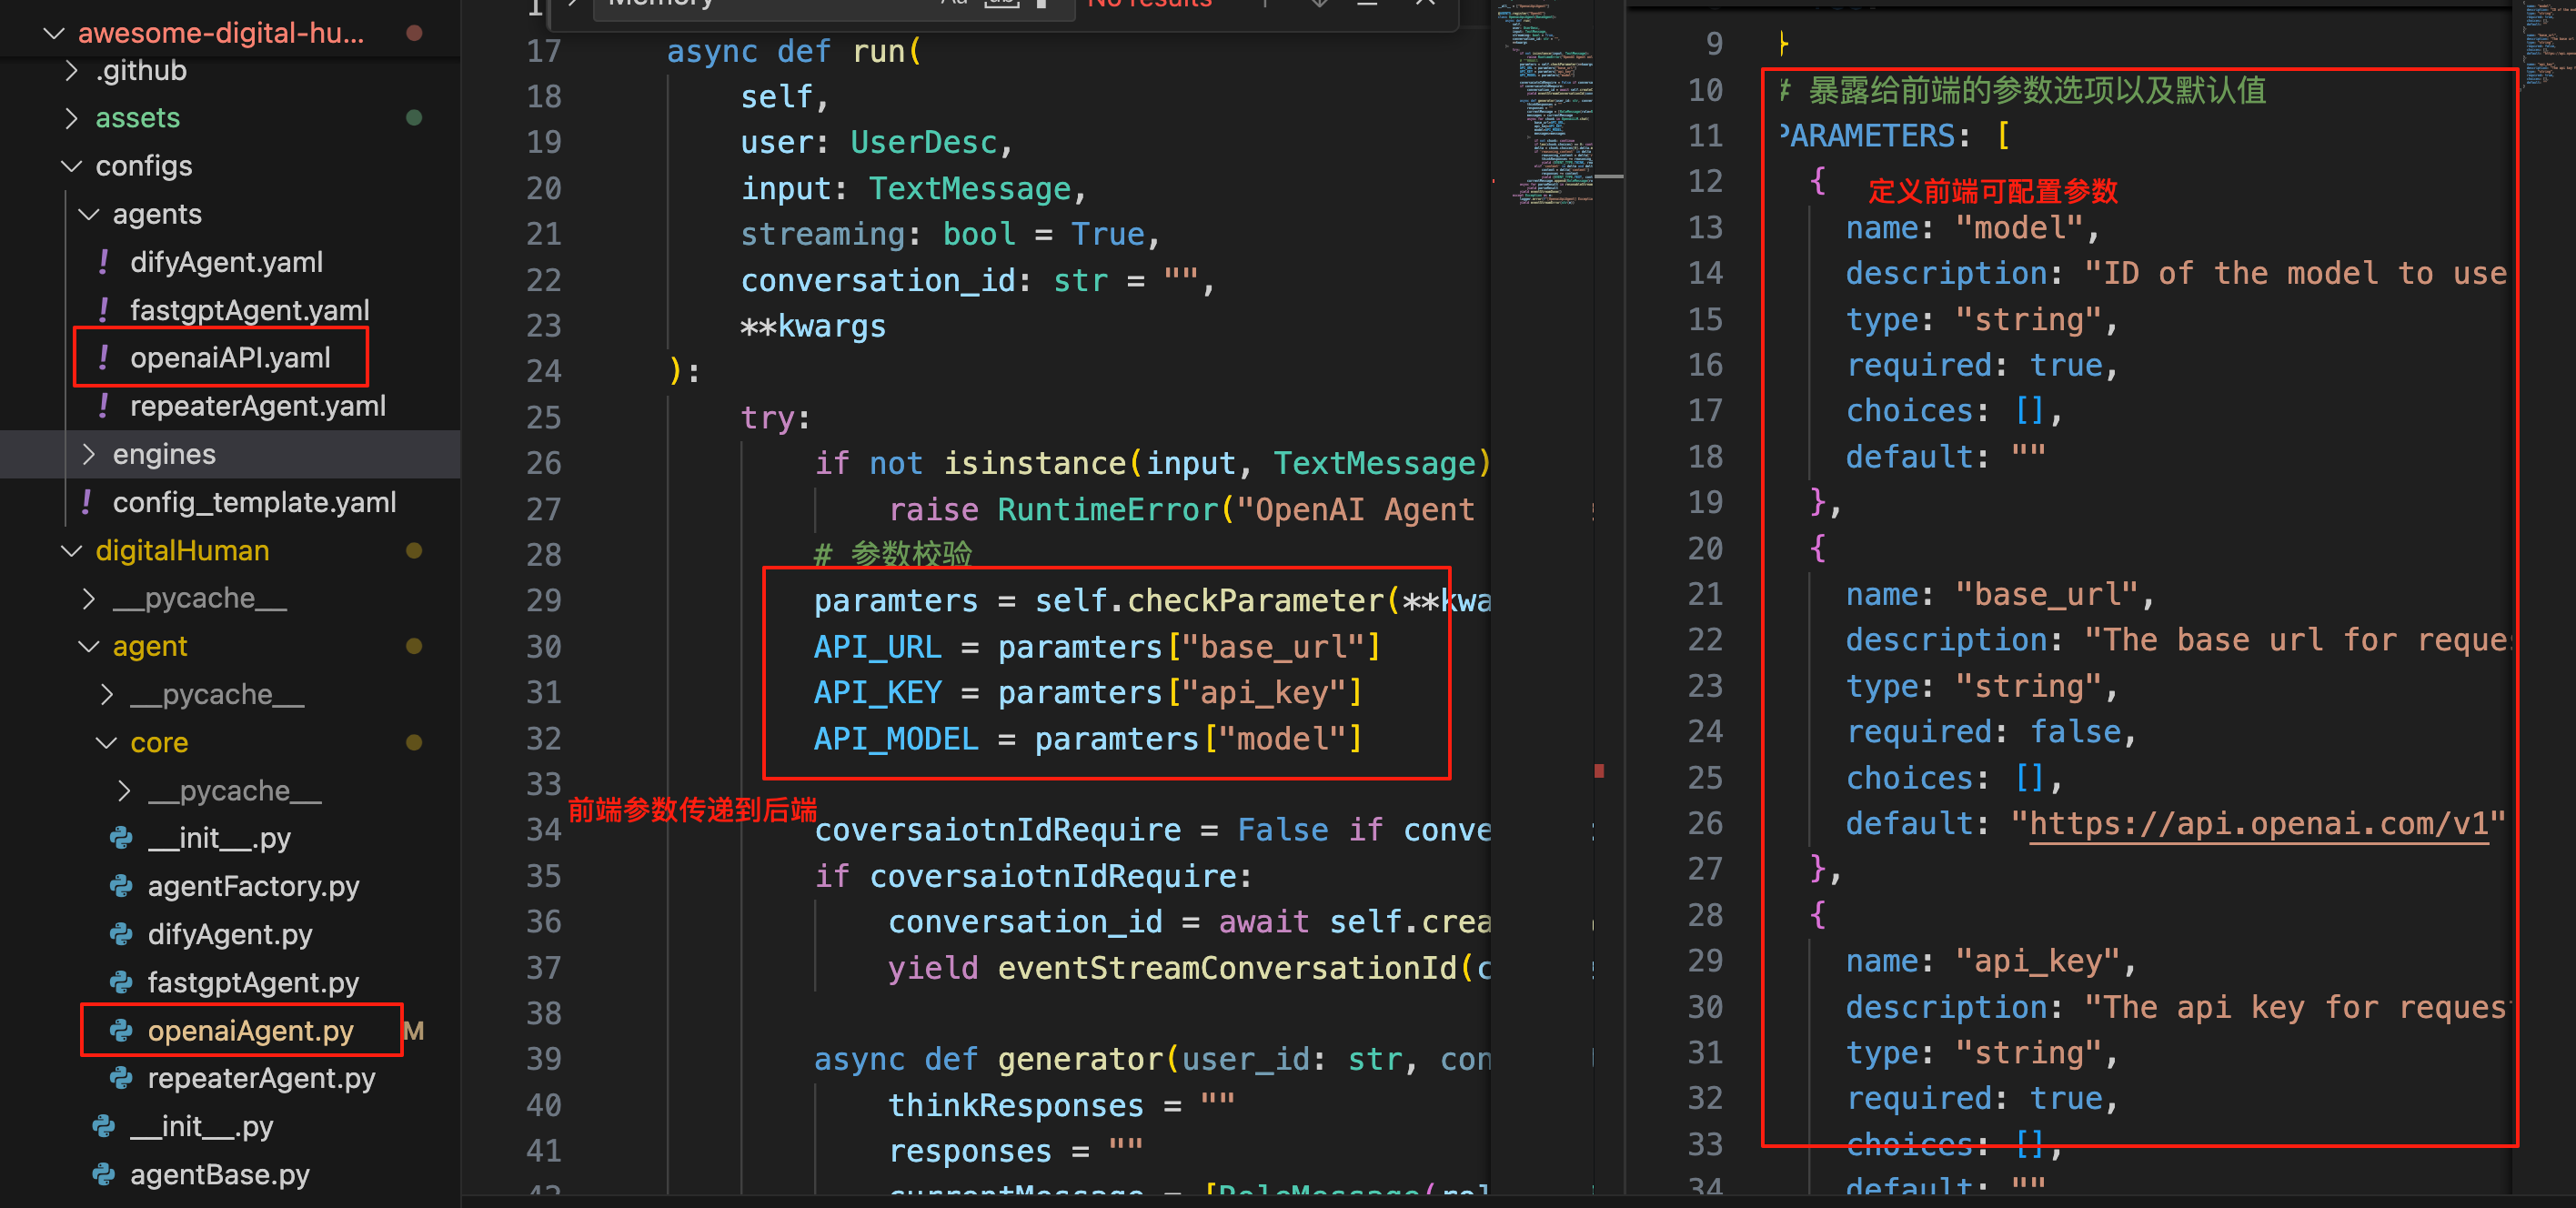 awesome-digital-hu...
.github
assets
configs
agents
! difyAgent.yaml
! fastgptAgent.yaml
! openaiAPI.yaml
! repeaterAgent.yaml
engines
! config_template.yaml
digitalHuman
__pycache__
agent
__pycache__
core
__pycache__
__init__.py
agentFactory.py
difyAgent.py
fastgptAgent.py
openaiAgent.py M
repeaterAgent.py
__init__.py
agentBase.py
Memory
No results
17 async def run(
18 self,
19 user: UserDesc,
20 input: TextMessage,
21 streaming: bool = True,
22 conversation_id: str = "",
23 **kwargs
24 ):
25 try:
26 if not isinstance(input, TextMessage)
27 raise RuntimeError("OpenAI Agent
28 # 参数校验
29 paramters = self.checkParameter(**kwa
30 API_URL = paramters["base_url"]
31 API_KEY = paramters["api_key"]
32 API_MODEL = paramters["model"]
33
前端参数传递到后端
34 coversaiotnIdRequire = False if conve
35 if coversaiotnIdRequire:
36 conversation_id = await self.crea
37 yield eventStreamConversationId(c
38
39 async def generator(user_id: str, con
40 thinkResponses = ""
41 responses = ""
42 currentMessage = [RoleMessage(rol
9 }
10 # 暴露给前端的参数选项以及默认值
11 PARAMETERS: [
12 {
定义前端可配置参数
13 name: "model",
14 description: "ID of the model to use
15 type: "string",
16 required: true,
17 choices: [],
18 default: ""
19 },
20 {
21 name: "base_url",
22 description: "The base url for reque
23 type: "string",
24 required: false,
25 choices: [],
26 default: "https://api.openai.com/v1"
27 },
28 {
29 name: "api_key",
30 description: "The api key for reques
31 type: "string",
32 required: true,
33 choices: [],
34 default: ""